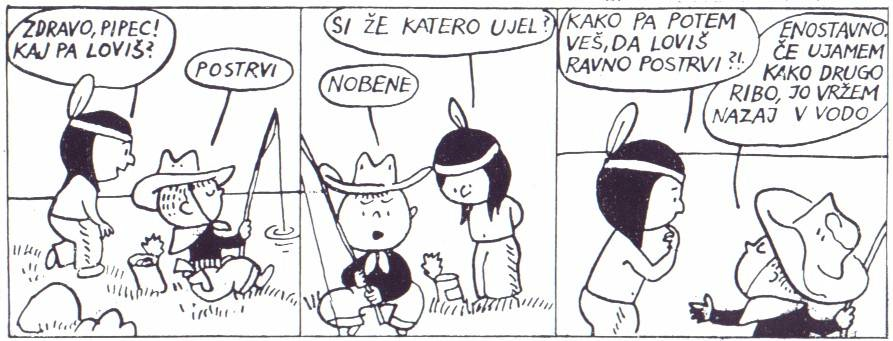 ZDRAVO, PIPEC!
KAJ PA LOVIŠ?
POSTRVI
SI ŽE KATERO UJEL?
NOBENE
KAKO PA POTEM
VEŠ, DA LOVIŠ
RAVNO POSTRVI?!.
ENOSTAVNO.
ČE UJAMEM
KAKO DRUGO
RIBO, JO VRŽEM
NAZAJ V VODO